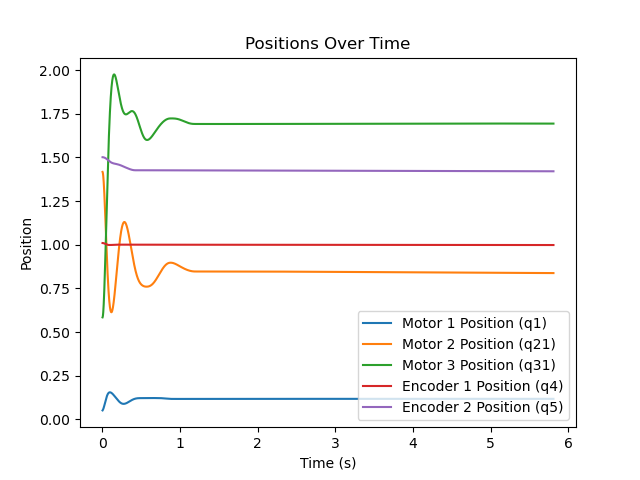 Positions Over Time
2.00
1.75
1.50
1.25
1.00
0.75
0.50
0.25
0.00
Position
0 1 2 3 4 5 6
Time (s)
Motor 1 Position (q1)
Motor 2 Position (q21)
Motor 3 Position (q31)
Encoder 1 Position (q4)
Encoder 2 Position (q5)